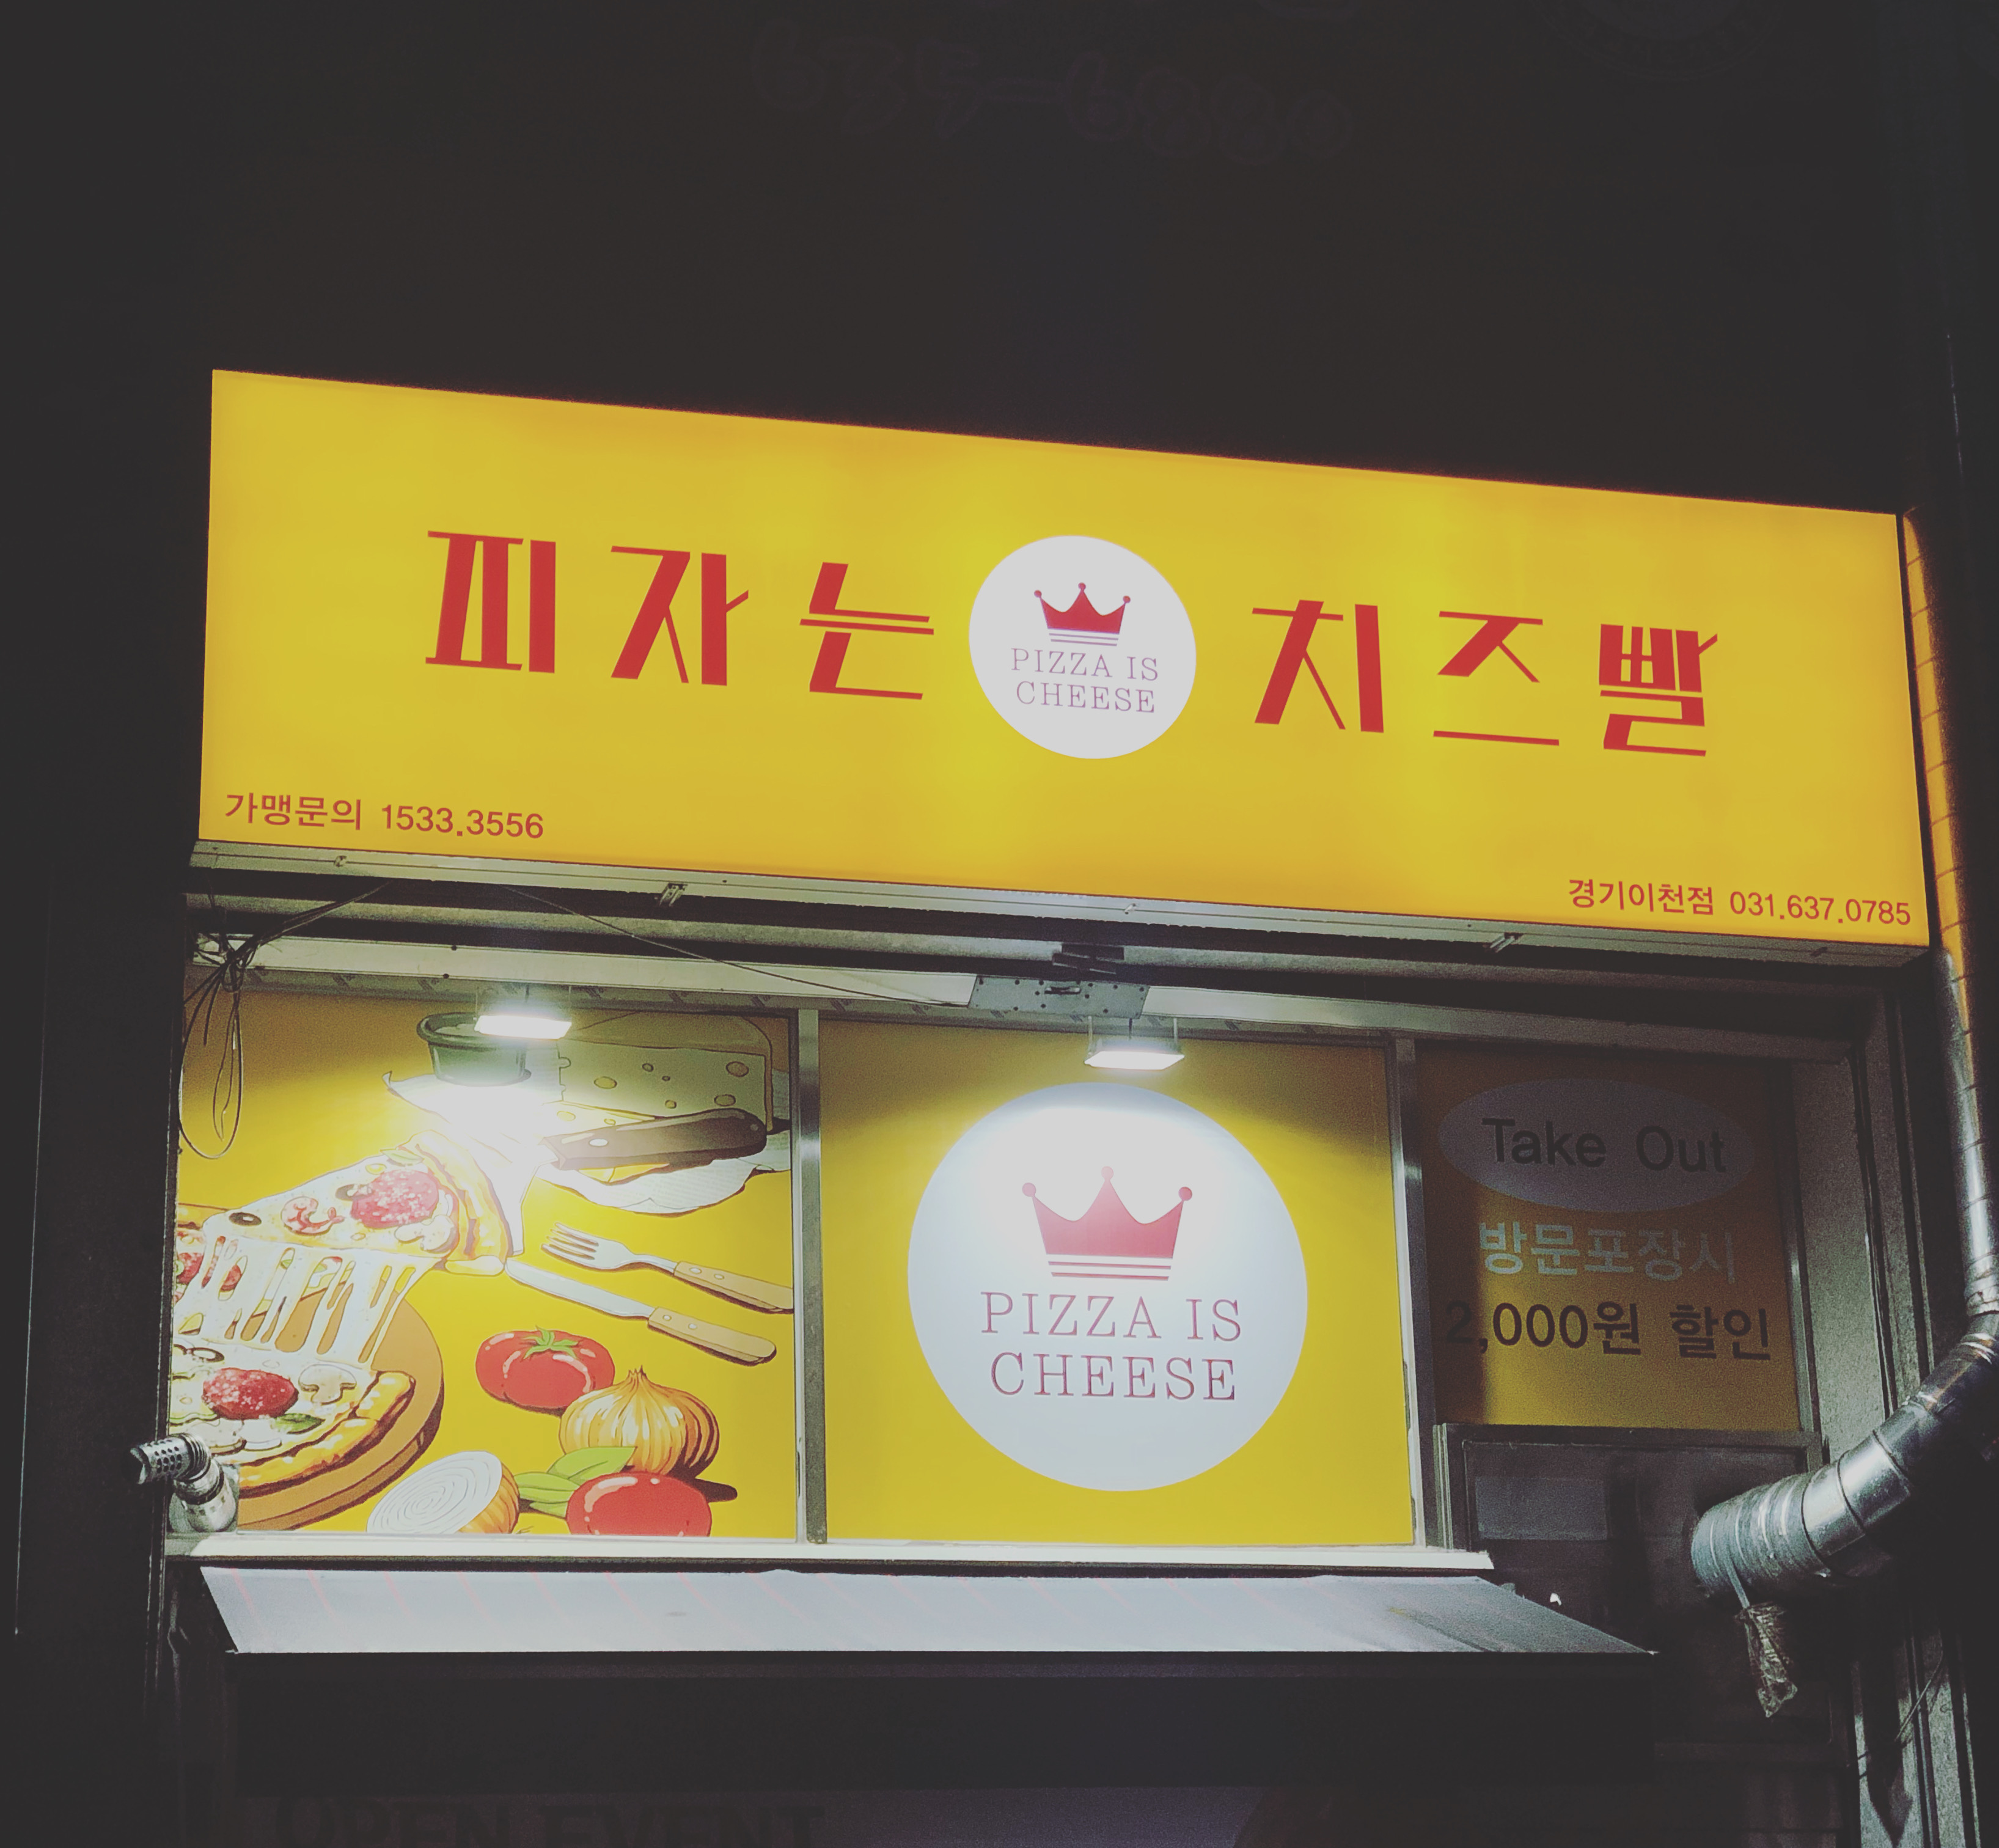 피자는 치즈빨
PIZZA IS
CHEESE
가맹문의 1533.3556
경기이천점 031.637.0785
PIZZA IS
CHEESE
Take Out
방문포장시
2,000원 할인
OPEN EVENT